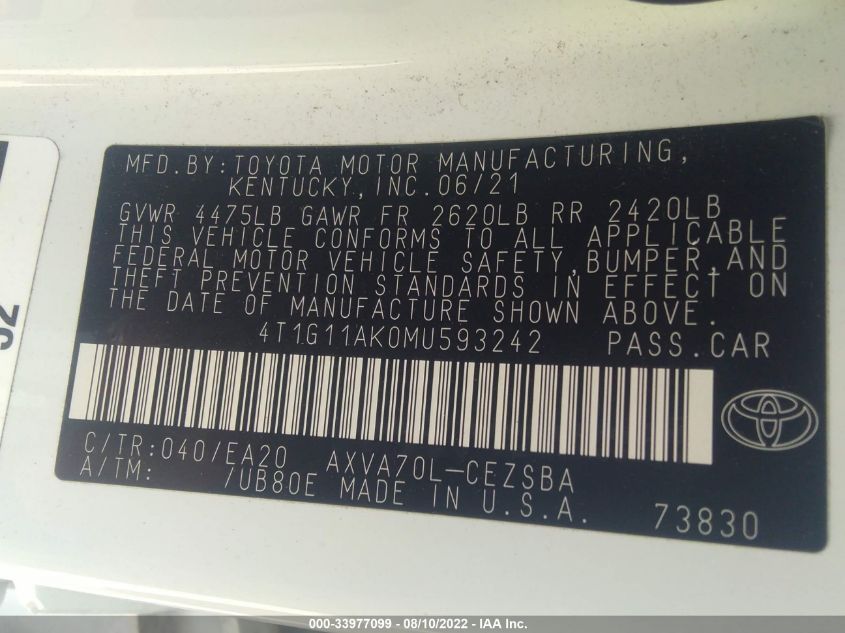 MFD.BY:TOYOTA MOTOR MANUFACTURING,
KENTUCKY,INC.06/21
GVWR 4475LB GAWR FR 2620LB RR 2420LB
THIS VEHICLE CONFORMS TO ALL APPLICABLE
FEDERAL MOTOR VEHICLE SAFETY,BUMPER,AND
THEFT PREVENTION STANDARDS IN EFFECT ON
THE DATE OF MANUFACTURE SHOWN ABOVE.
4T1G11AK0MU593242 PASS.CAR
C/TR:040/EA20 AXVA70L-CEZSBA
A/TM: /UB80E MADE IN U.S.A. 73830
000-33977099 — 08/10/2022 - IAA Inc.